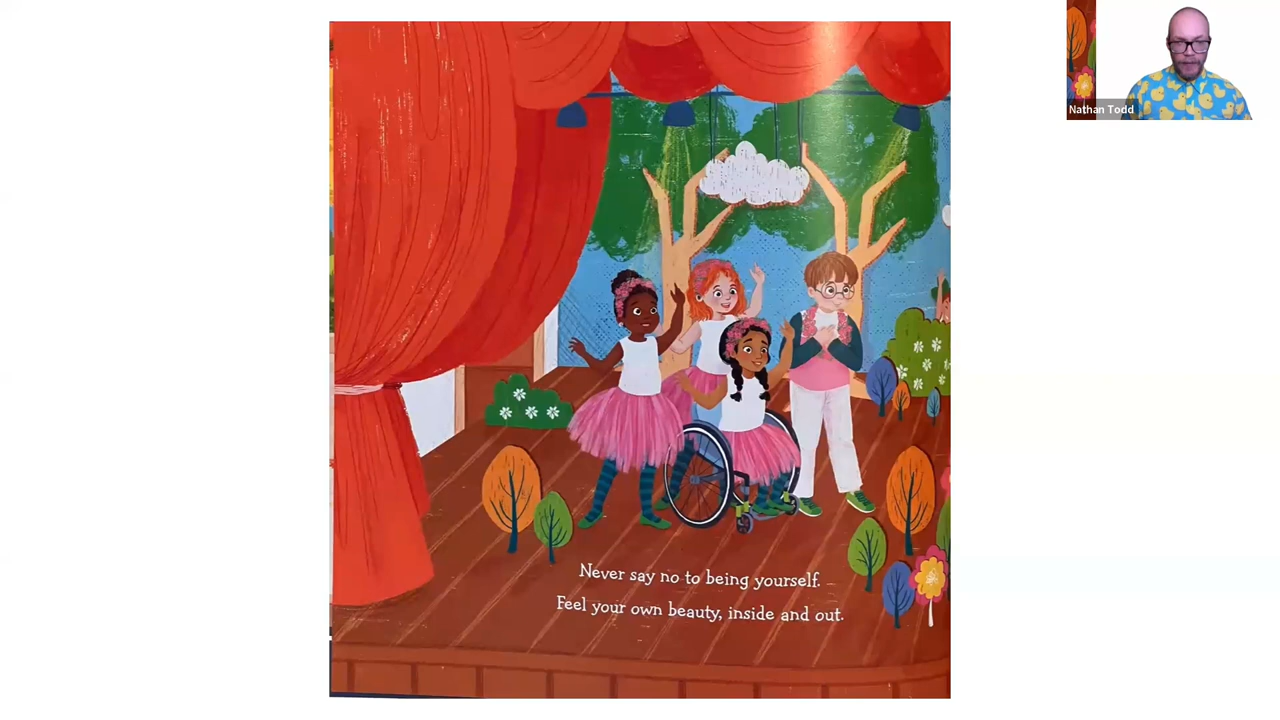 Nathan Todd
Never say no to being yourself.
Feel your own beauty, inside and out.